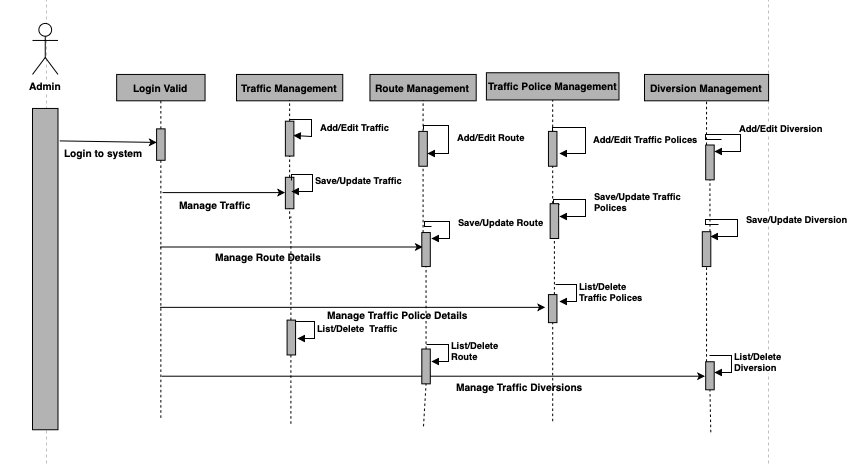 Admin
Login Valid
Traffic Management
Route Management
Traffic Police Management
Diversion Management
Add/Edit Traffic
Add/Edit Route
Add/Edit Traffic Polices
Add/Edit Diversion
Login to system
Save/Update Traffic
Manage Traffic
Save/Update Route
Save/Update Traffic
Polices
Save/Update Diversion
Manage Route Details
List/Delete
Traffic Polices
Manage Traffic Police Details
List/Delete  Traffic
List/Delete
Route
List/Delete
Diversion
Manage Traffic Diversions